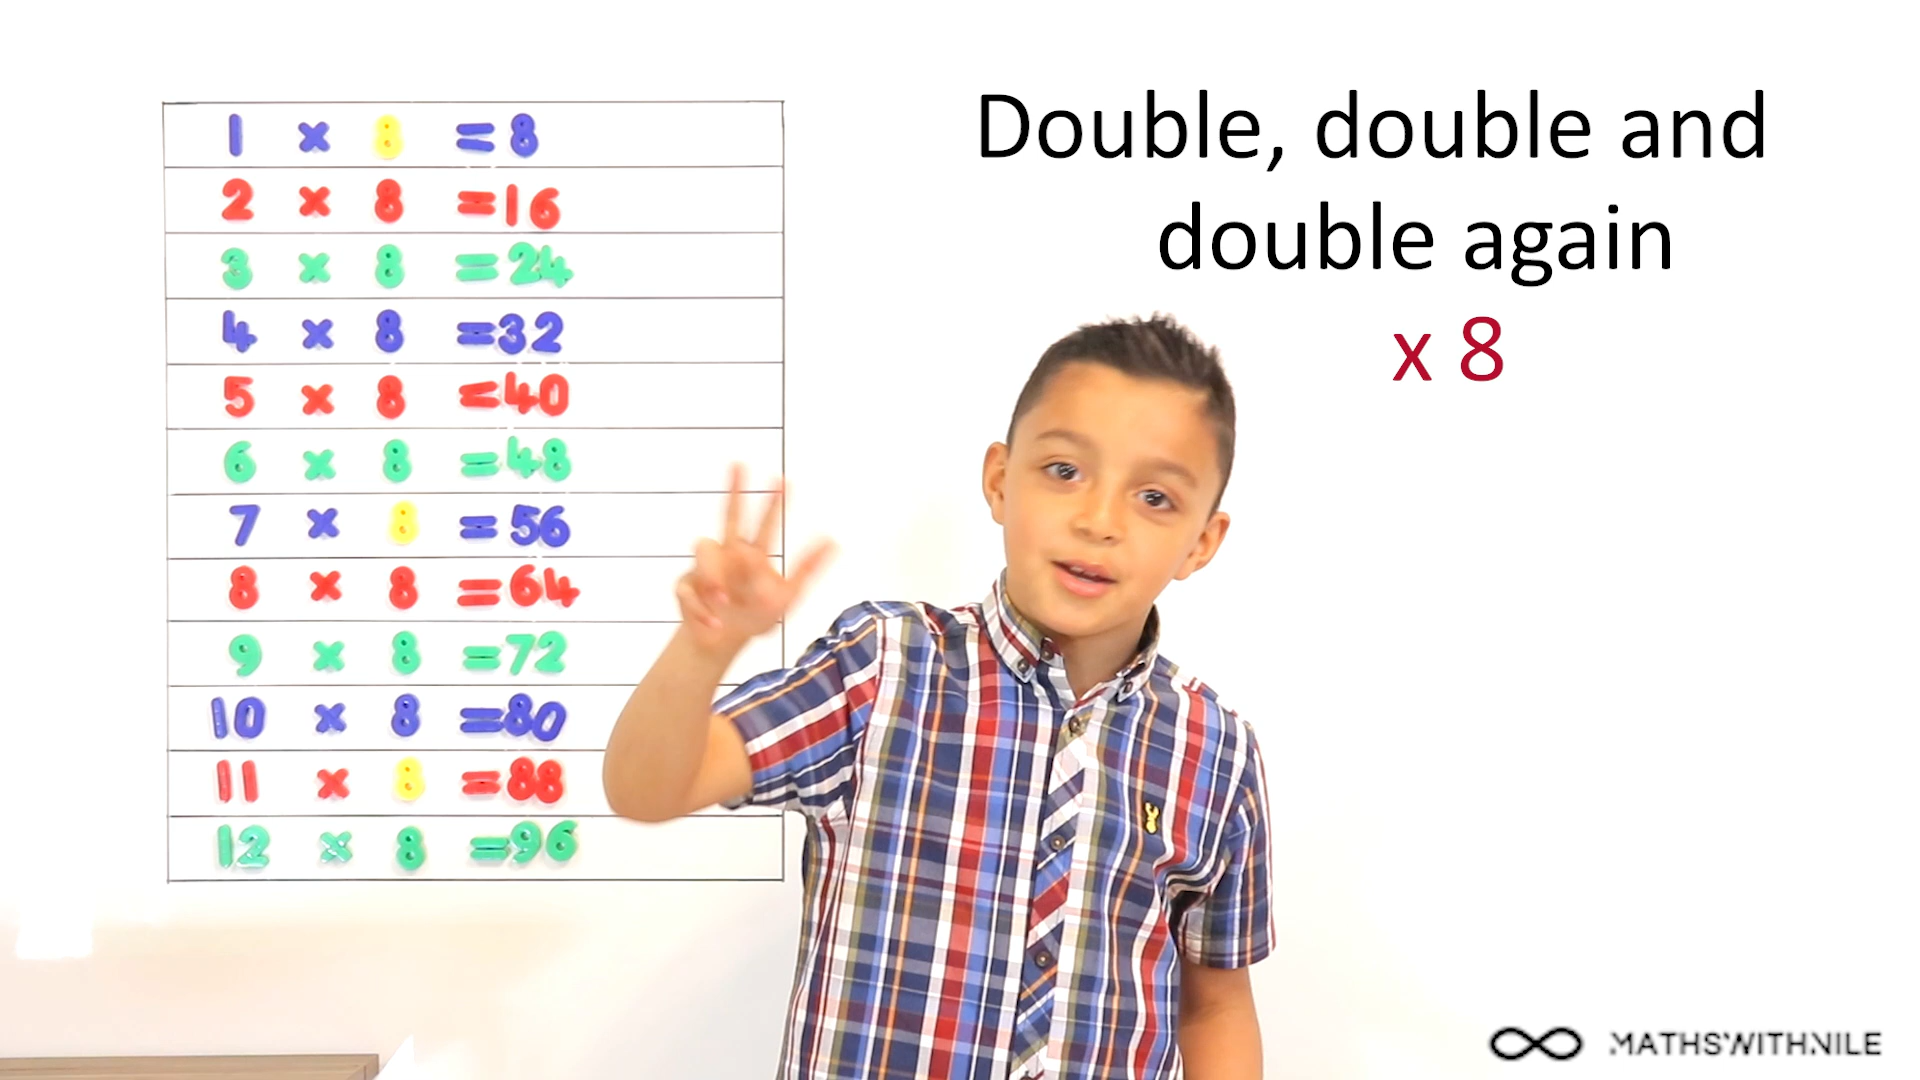 1 x 8 = 8
2 x 8 = 16
3 x 8 = 24
4 x 8 = 32
5 x 8 = 40
6 x 8 = 48
7 x 8 = 56
8 x 8 = 64
9 x 8 = 72
10 x 8 = 80
11 x 8 = 88
12 x 8 = 96
Double, double and
double again
x 8
MATHSWITHNILE